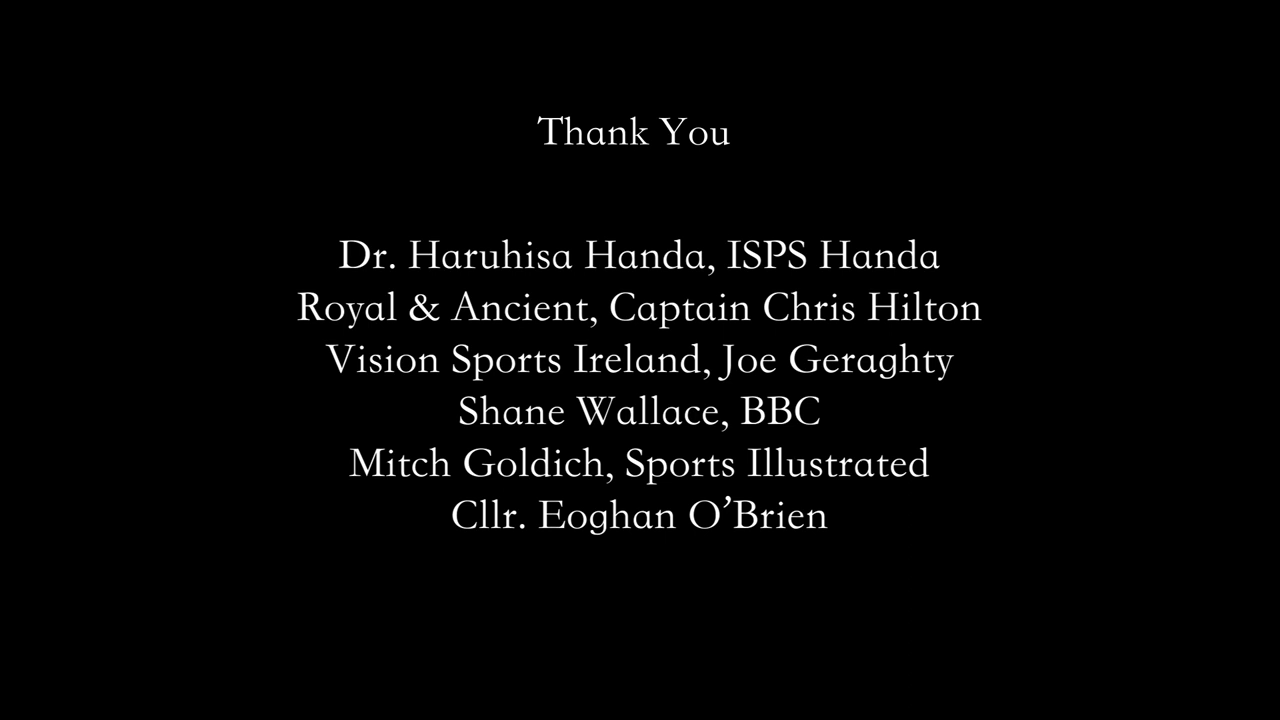 Thank You
Dr. Haruhisa Handa, ISPS Handa
Royal & Ancient, Captain Chris Hilton
Vision Sports Ireland, Joe Geraghty
Shane Wallace, BBC
Mitch Goldich, Sports Illustrated
Cllr. Eoghan O’Brien